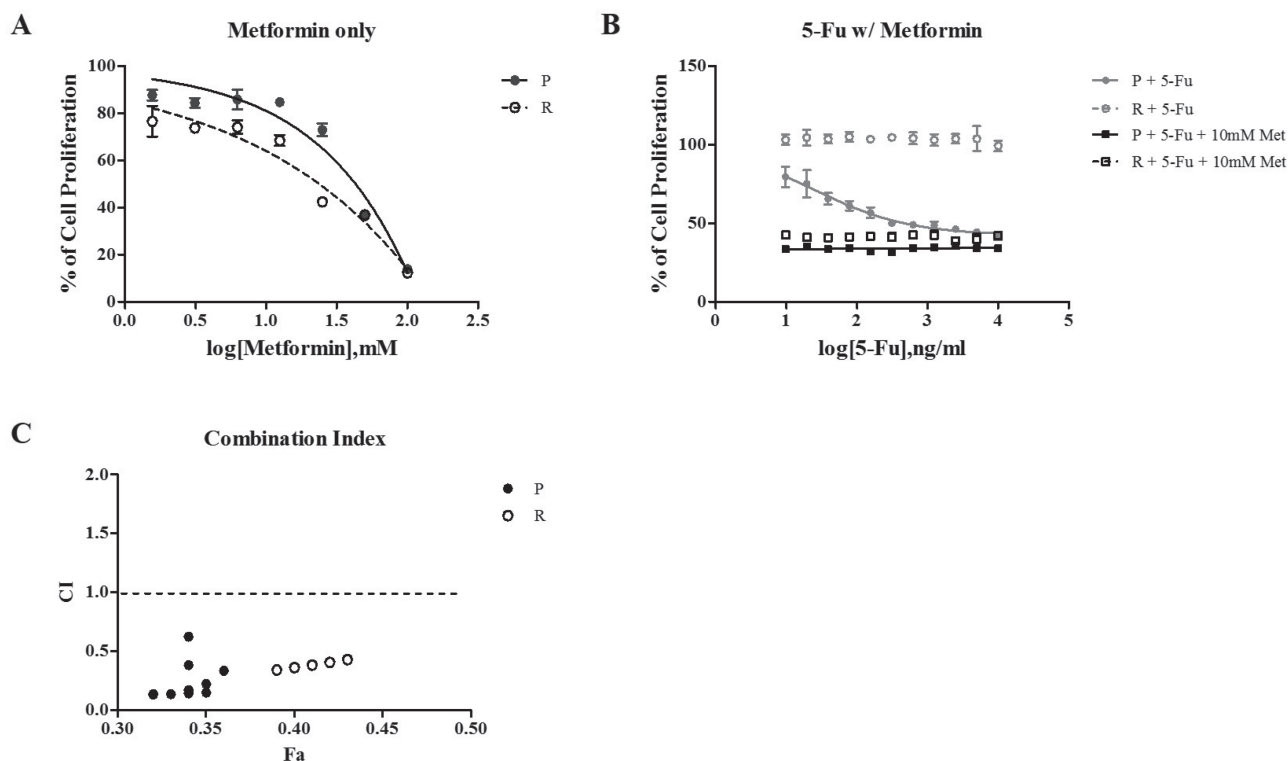 A
Metformin only
% of Cell Proliferation
100
80
60
40
20
0
0.0 0.5 1.0 1.5 2.0 2.5
log[Metformin],mM
P
R
B
5-Fu w/ Metformin
% of Cell Proliferation
150
100
50
0
0 1 2 3 4 5
log[5-Fu],ng/ml
P + 5-Fu
R + 5-Fu
P + 5-Fu + 10mM Met
R + 5-Fu + 10mM Met
C
Combination Index
CI
2.0
1.5
1.0
0.5
0.0
0.30 0.35 0.40 0.45 0.50
Fa
P
R